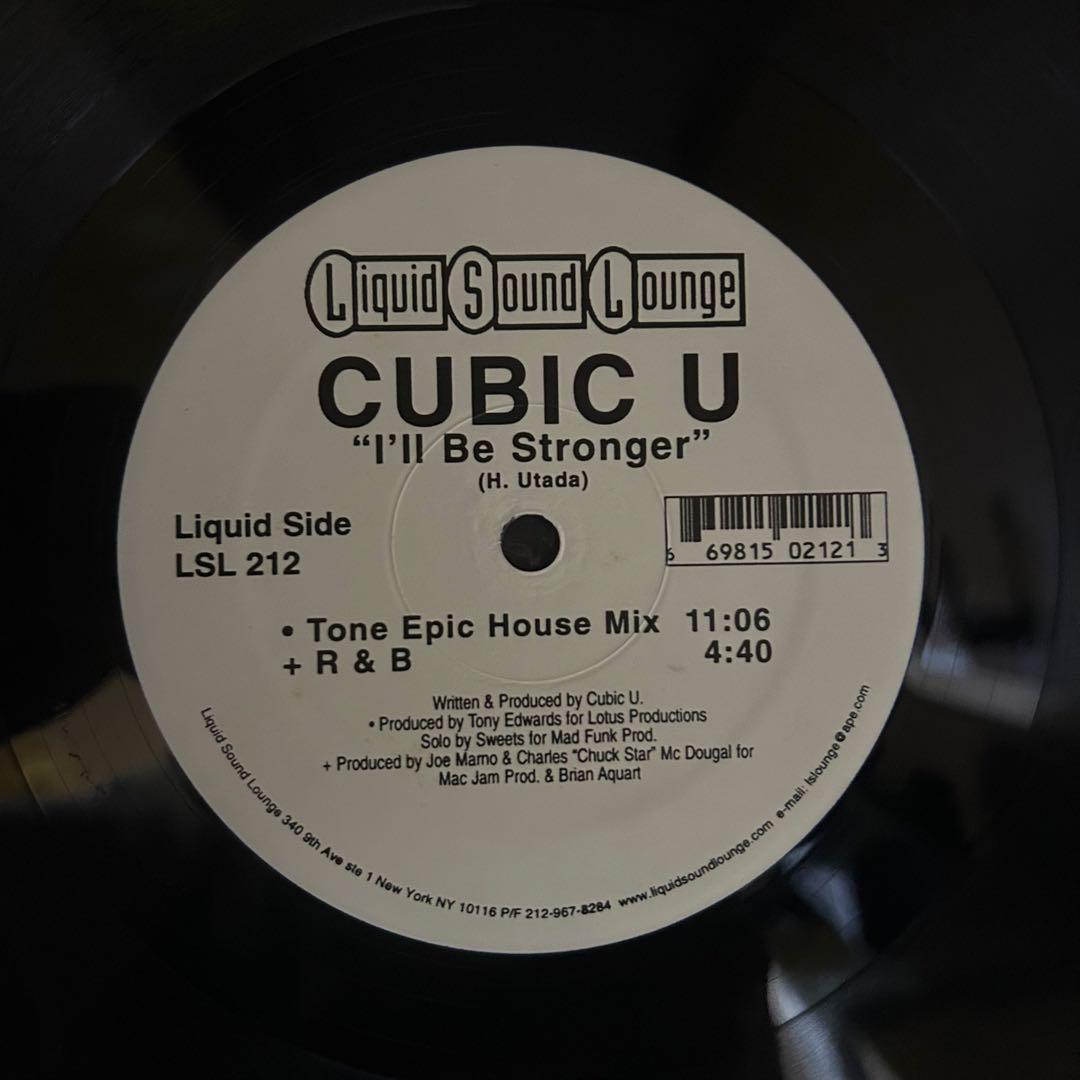 Liquid Sound Lounge
CUBIC U
“I’ll Be Stronger”
(H. Utada)
Liquid Side
LSL 212
6 69815 02121 3
• Tone Epic House Mix 11:06
+ R & B 4:40
Written & Produced by Cubic U.
• Produced by Tony Edwards for Lotus Productions
Solo by Sweets for Mad Funk Prod.
+ Produced by Joe Mamo & Charles “Chuck Star” Mc Dougal for
Mac Jam Prod. & Brian Aquart
Liquid Sound Lounge 340 9th Ave ste 1 New York NY 10116 P/F 212-967-8284 www.liquidsoundlounge.com e-mail: lslounge@ape.com